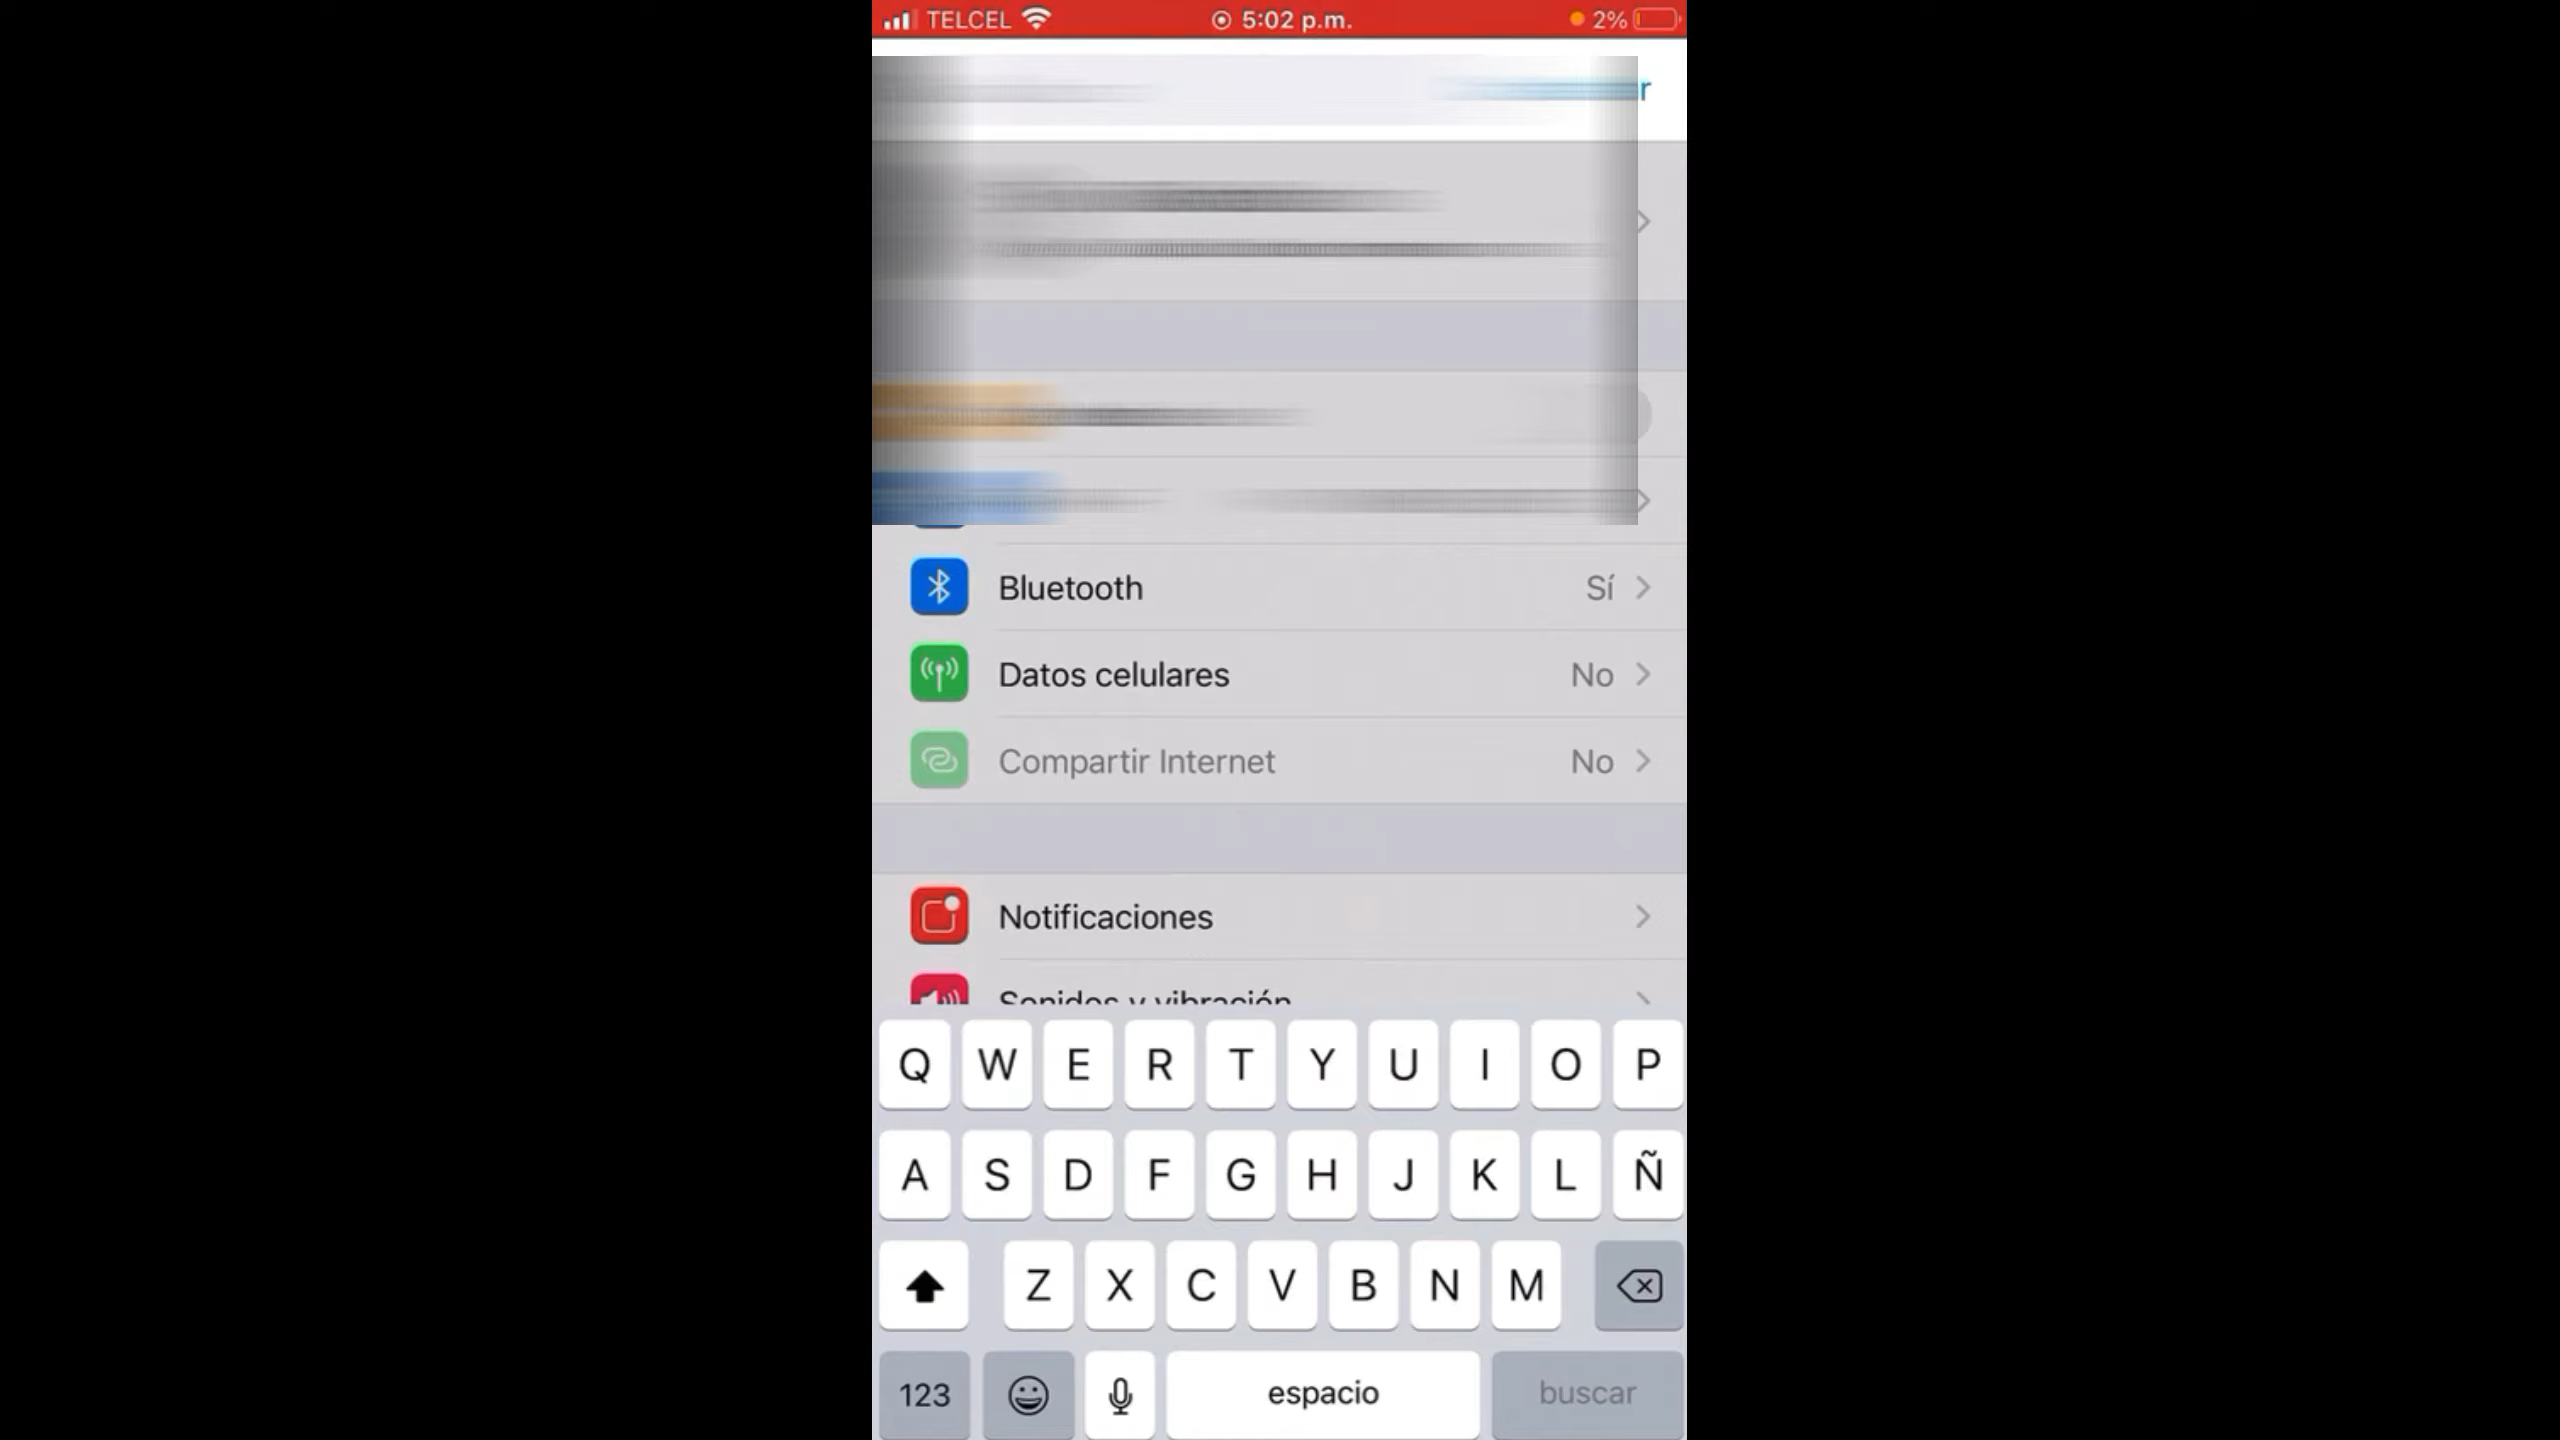 TELCEL 5:02 p.m. 2%
r
Bluetooth Sí
Datos celulares No
Compartir Internet No
Notificaciones
Sonidos y vibración
Q W E R T Y U I O P
A S D F G H J K L Ñ
Z X C V B N M
123 espacio buscar